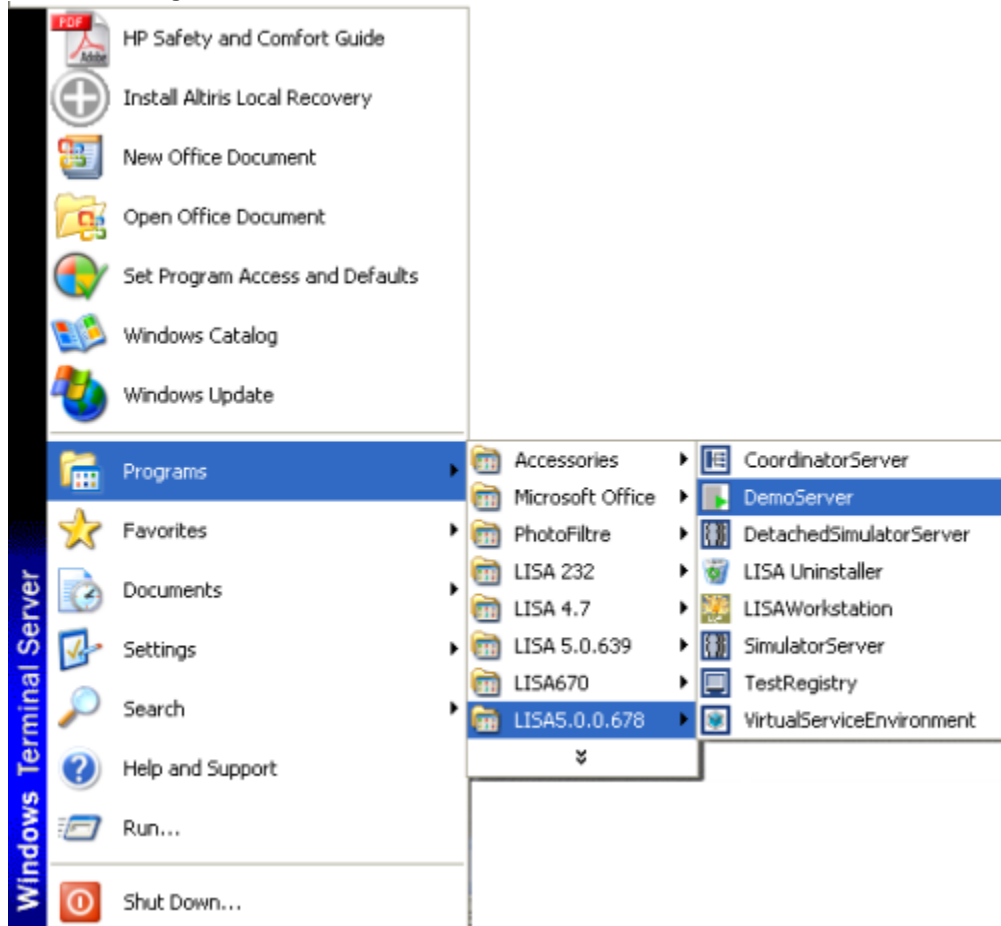 PDF
Adobe
HP Safety and Comfort Guide
Install Altiris Local Recovery
New Office Document
Open Office Document
Set Program Access and Defaults
Windows Catalog
Windows Update
Programs
Favorites
Documents
Settings
Search
Help and Support
Run...
Shut Down...
Windows Terminal Server
Accessories
Microsoft Office
PhotoFiltre
LISA 232
LISA 4.7
LISA 5.0.639
LISA670
LISA5.0.0.678
CoordinatorServer
DemoServer
DetachedSimulatorServer
LISA Uninstaller
LISAWorkstation
SimulatorServer
TestRegistry
VirtualServiceEnvironment